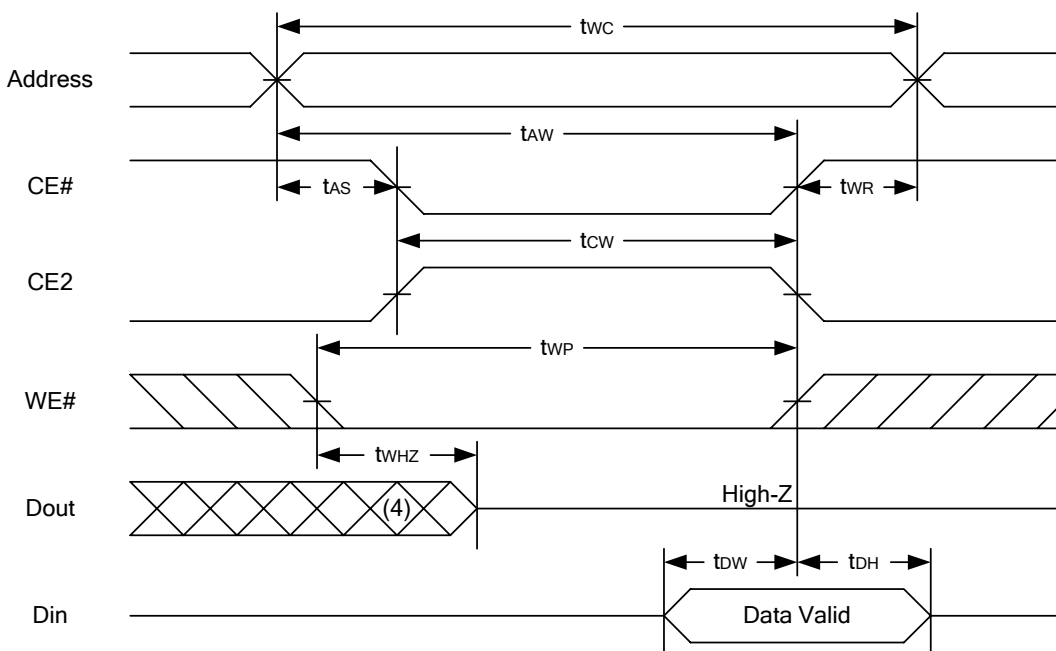 tWC
Address
tAW
CE#
tAS
tWR
tCW
CE2
tWP
WE#
tWHZ
Dout
(4)
High-Z
tDW
tDH
Din
Data Valid